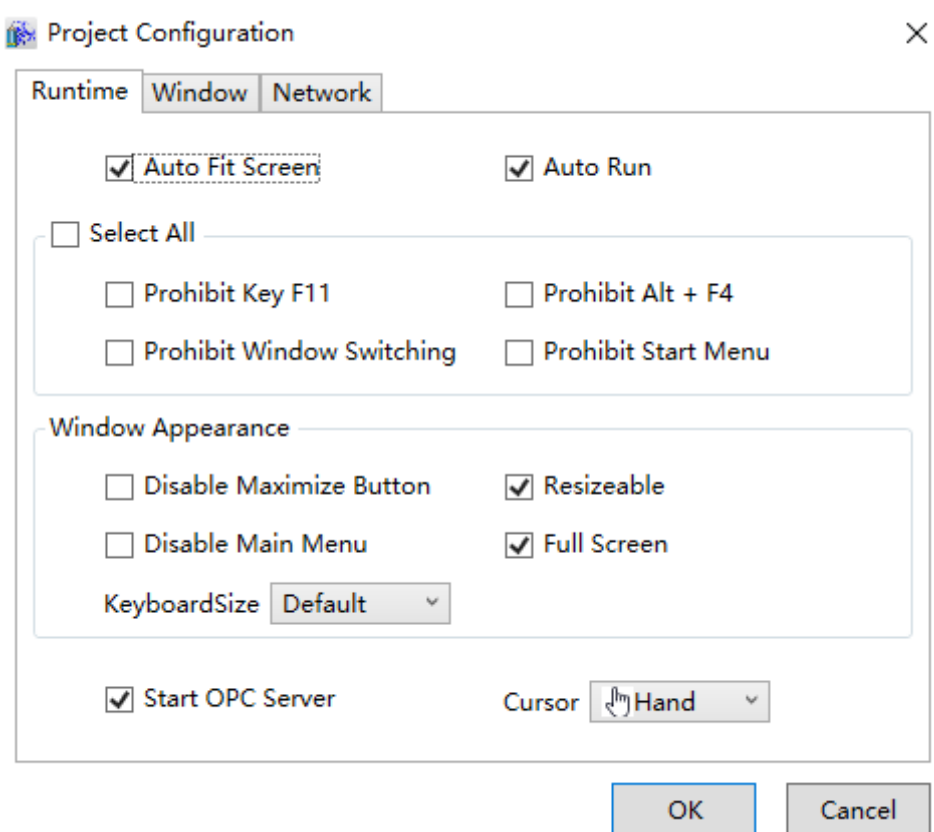 Project Configuration
Runtime Window Network
Auto Fit Screen Auto Run
Select All
Prohibit Key F11 Prohibit Alt + F4
Prohibit Window Switching Prohibit Start Menu
Window Appearance
Disable Maximize Button Resizeable
Disable Main Menu Full Screen
KeyboardSize Default
Start OPC Server Cursor Hand
OK Cancel